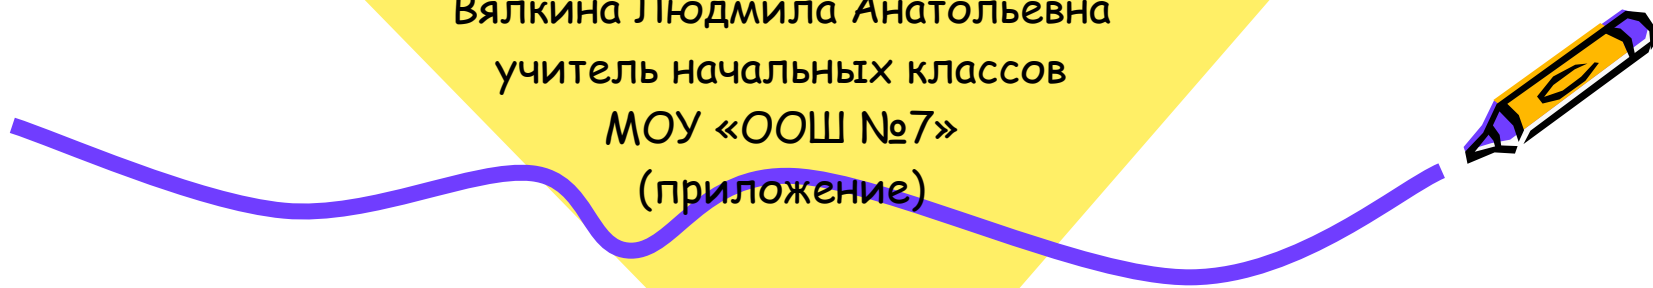 Вялкина Людмила Анатольевна
учитель начальных классов
МОУ «ООШ №7»
(приложение)